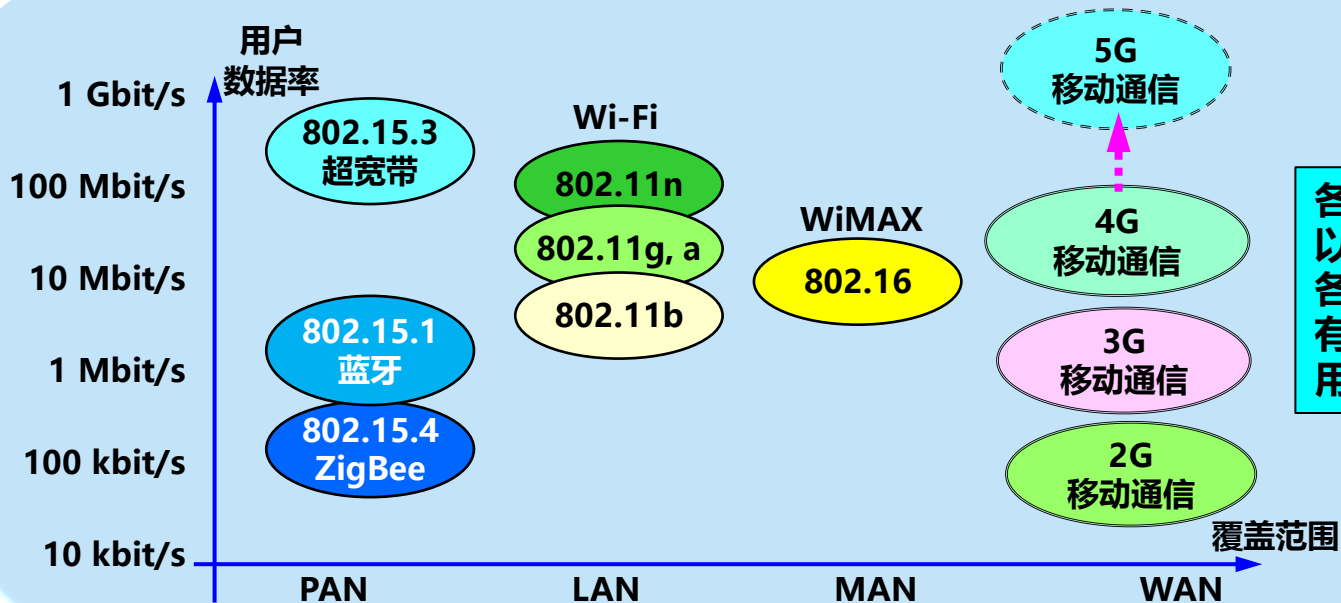 用户
数据率
1 Gbit/s
100 Mbit/s
10 Mbit/s
1 Mbit/s
100 kbit/s
10 kbit/s
802.15.3
超宽带
802.15.1
蓝牙
802.15.4
ZigBee
Wi-Fi
802.11n
802.11g, a
802.11b
WiMAX
802.16
5G
移动通信
4G
移动通信
3G
移动通信
2G
移动通信
各
以
各
有
用
覆盖范围
PAN
LAN
MAN
WAN